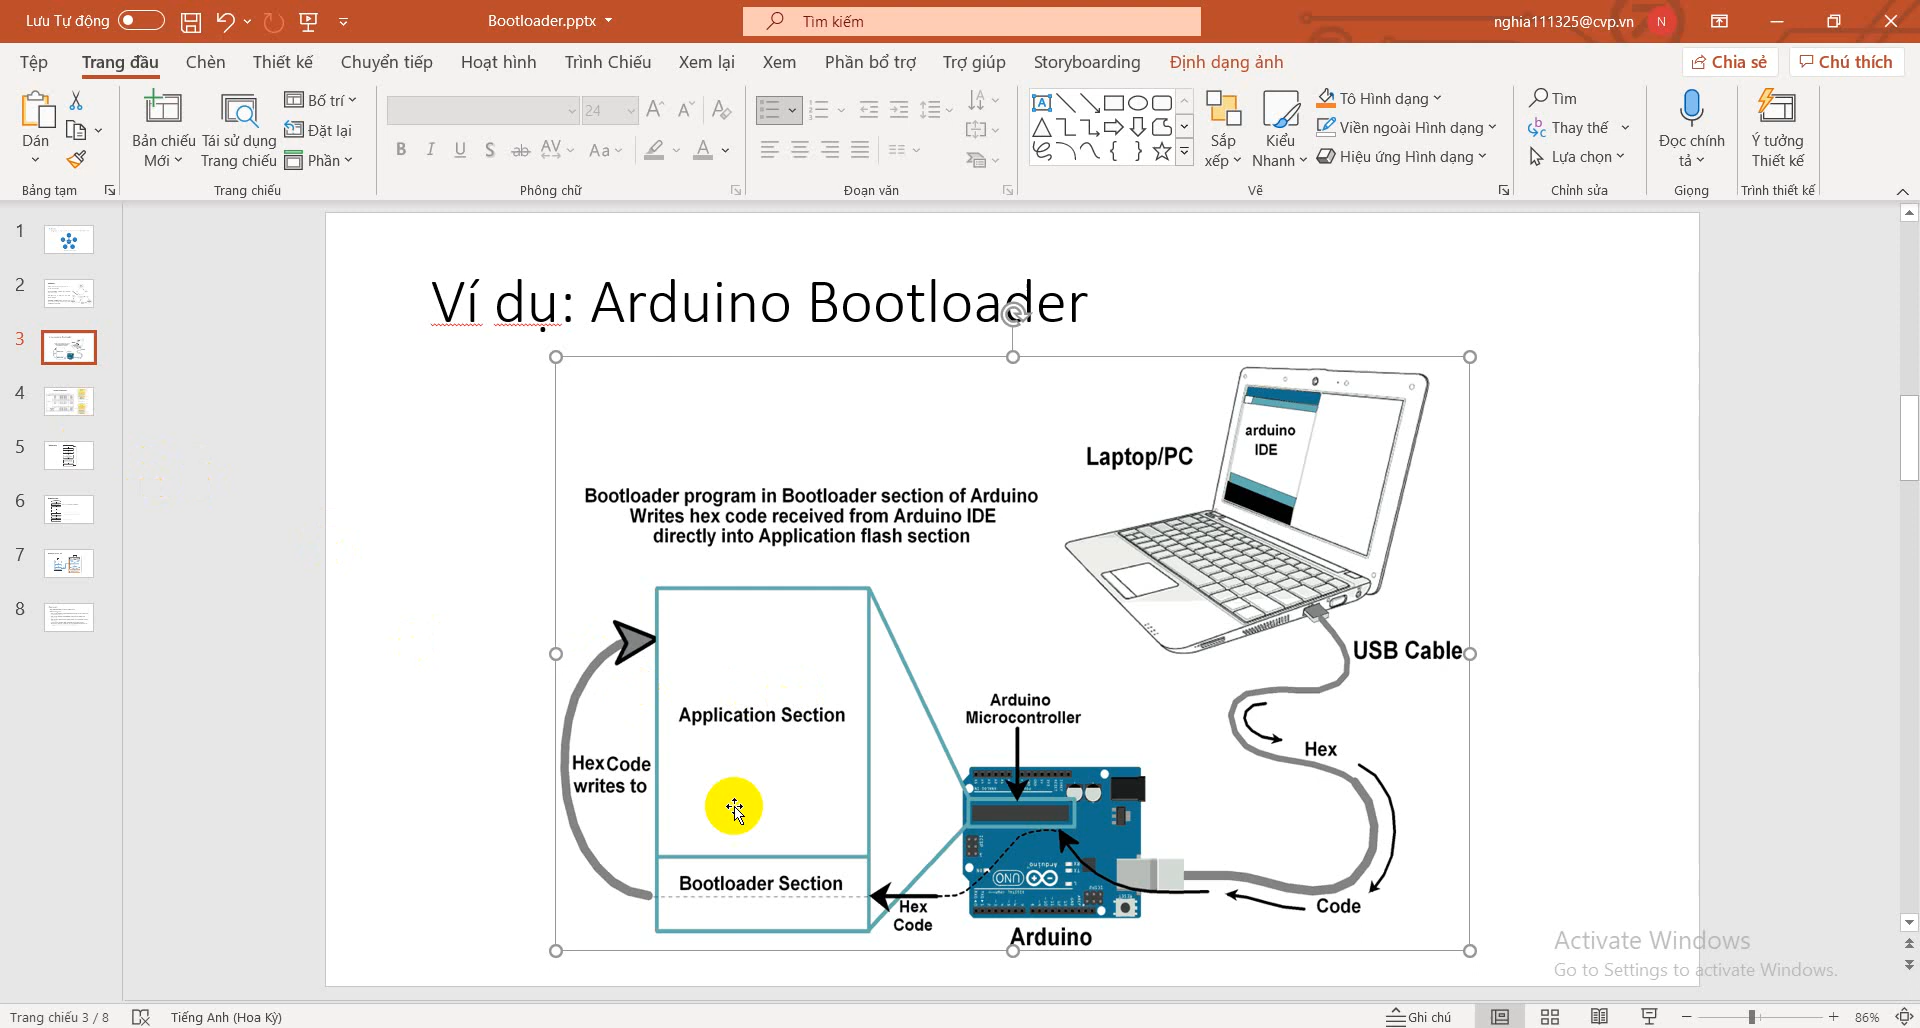 Lưu Tự động
Bootloader.pptx
Tìm kiếm
nghia111325@cvp.vn
N
Tệp
Trang đầu
Chèn
Thiết kế
Chuyển tiếp
Hoạt hình
Trình Chiếu
Xem lại
Xem
Phần bổ trợ
Trợ giúp
Storyboarding
Định dạng ảnh
Chia sẻ
Chú thích
Dán
Bản chiếu
Mới
Tái sử dụng
Trang chiếu
Bố trí
Đặt lại
Phần
24
Sắp
xếp
Kiểu
Nhanh
Tô Hình dạng
Viền ngoài Hình dạng
Hiệu ứng Hình dạng
Tìm
Thay thế
Lựa chọn
Đọc chính
tả
Ý tưởng
Thiết kế
Bảng tạm
Trang chiếu
Phông chữ
Đoạn văn
Vẽ
Chỉnh sửa
Giọng
Trình thiết kế
1
2
3
4
5
6
7
8
Ví dụ: Arduino Bootloader
arduino
IDE
Laptop/PC
Bootloader program in Bootloader section of Arduino
Writes hex code received from Arduino IDE
directly into Application flash section
USB Cable
Application Section
Arduino
Microcontroller
Hex
Hex Code
writes to
Bootloader Section
Hex
Code
Arduino
UNO
Code
Arduino
Activate Windows
Go to Settings to activate Windows.
Trang chiếu 3 / 8
Tiếng Anh (Hoa Kỳ)
Ghi chú
86%